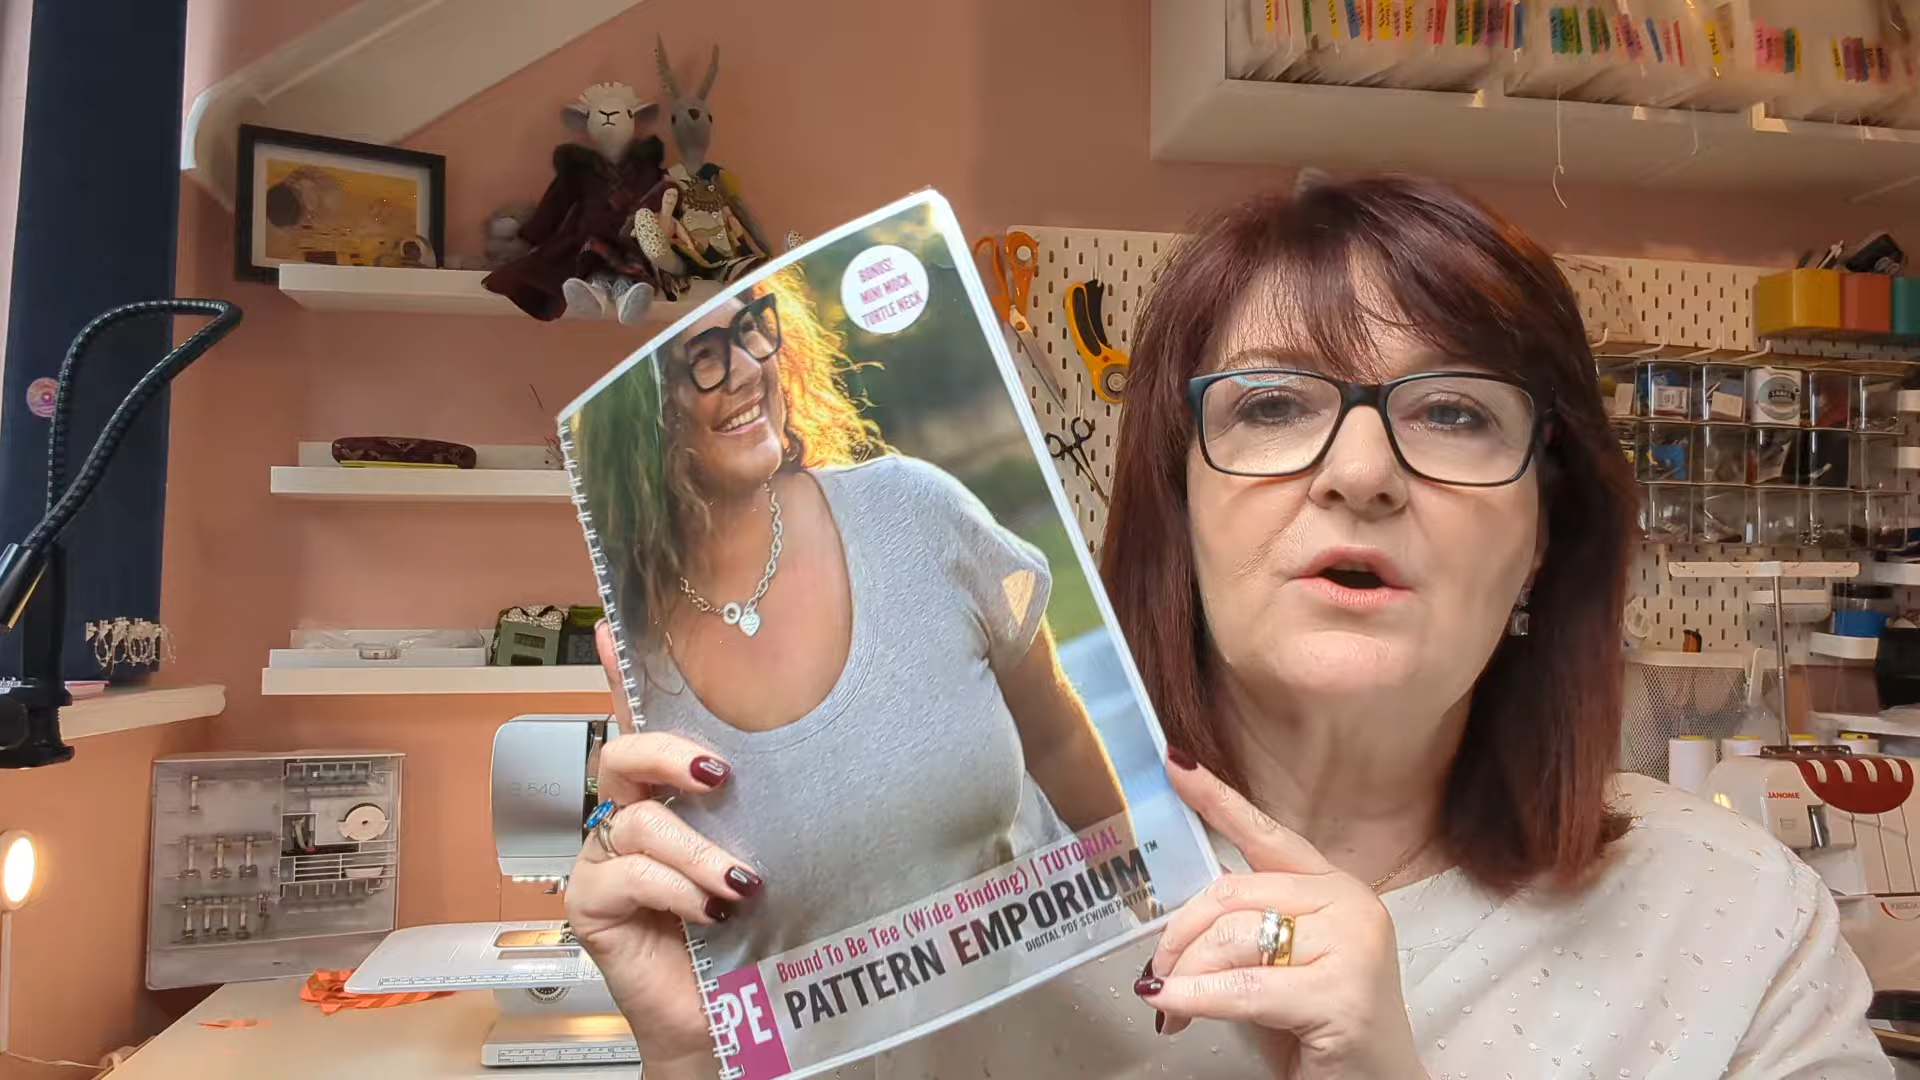 BONUS!
MINI MOCK
TURTLE NECK
Bound To Be Tee (Wide Binding) | TUTORIAL
PATTERN EMPORIUM™
DIGITAL PDF SEWING PATTERN
PE
B 540
JANOME